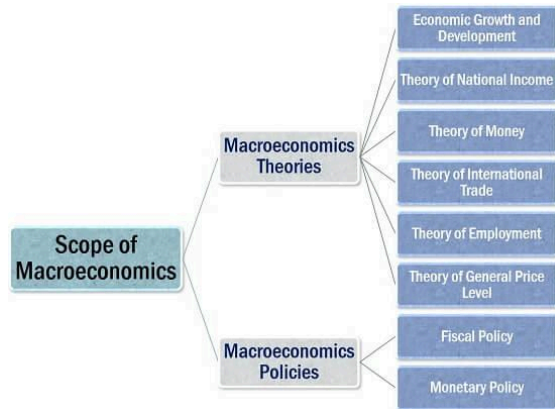 Economic Growth and
Development
Theory of National Income
Theory of Money
Macroeconomics
Theories
Theory of International
Trade
Theory of Employment
Scope of
Macroeconomics
Theory of General Price
Level
Macroeconomics
Policies
Fiscal Policy
Monetary Policy